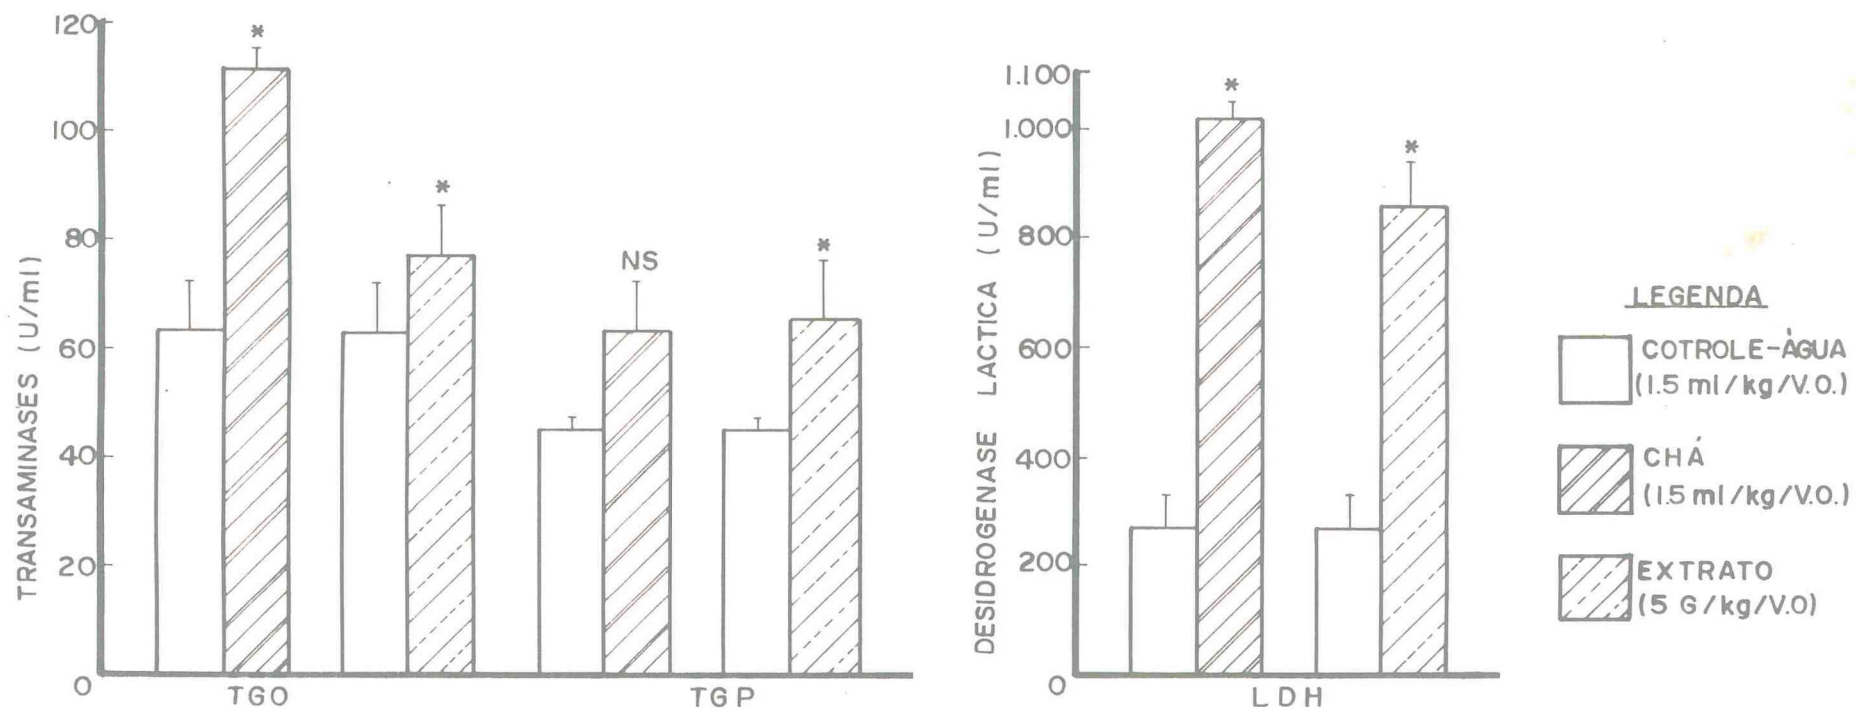 TRANSAMINASES (U/ml)
120
100
80
60
40
20
0
*
*
NS
*
TGO
TGP
DESIDROGENASE LACTICA (U/ml)
1.100
1.000
800
600
400
200
0
*
*
LDH
LEGENDA
COTROLE-ÀGUA
(1.5 ml/kg/V.O.)
CHÁ
(1.5 ml/kg/V.O.)
EXTRATO
(5 G/kg/V.O)